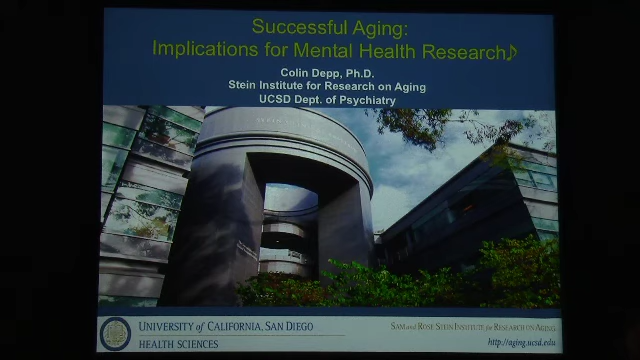 Successful Aging:
Implications for Mental Health Research♪
Colin Depp, Ph.D.
Stein Institute for Research on Aging
UCSD Dept. of Psychiatry
UNIVERSITY of CALIFORNIA, SAN DIEGO
HEALTH SCIENCES
SAM AND ROSE STEIN INSTITUTE for RESEARCH ON AGING
http://aging.ucsd.edu